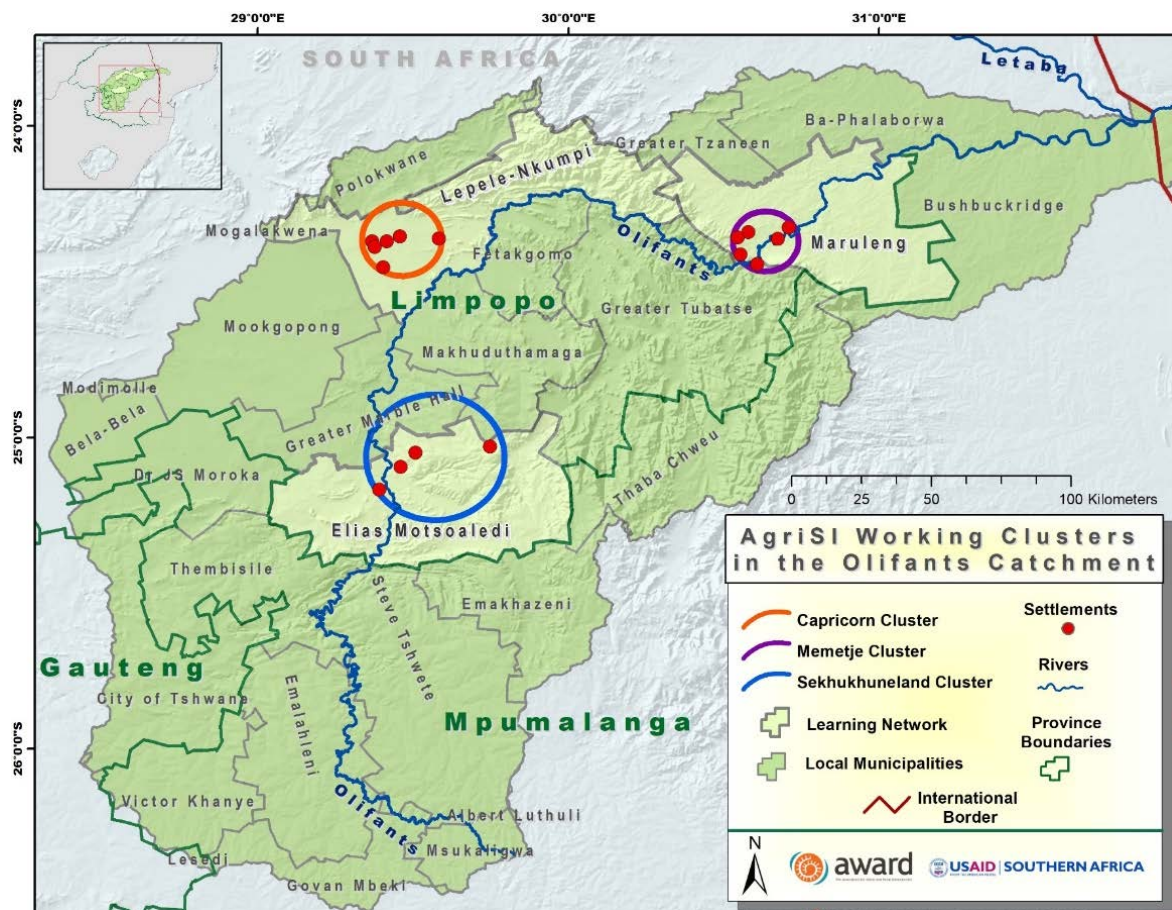 29°0'0"E
30°0'0"E
31°0'0"E
SOUTH AFRICA
Letaba
24°0'0"S
Ba-Phalaborwa
Greater Tzaneen
Polokwane
Lepele-Nkumpi
Bushbuckridge
Mogalakwena
Olifants
Maruleng
Fetakgomo
Limpopo
Greater Tubatse
Mookgopong
Makhuduthamaga
Modimolle
Bela-Bela
Greater Marble Hall
25°0'0"S
Dr. JS Moroka
Thaba Chweu
0 25 50 75 100 Kilometers
Elias Motsoaledi
AgriSI Working Clusters
in the Olifants Catchment
Thembisile
Steve Tshwete
Emakhazeni
Capricorn Cluster
Settlements
Memetje Cluster
Gauteng
Rivers
Sekhukhuneland Cluster
City of Tshwane
Emalahleni
Mpumalanga
Learning Network
Province
Boundaries
26°0'0"S
Local Municipalities
Victor Khanye
Olifants
Albert Luthuli
International
Border
Lesedi
Msukaligwa
Govan Mbeki
N
award
USAID | SOUTHERN AFRICA